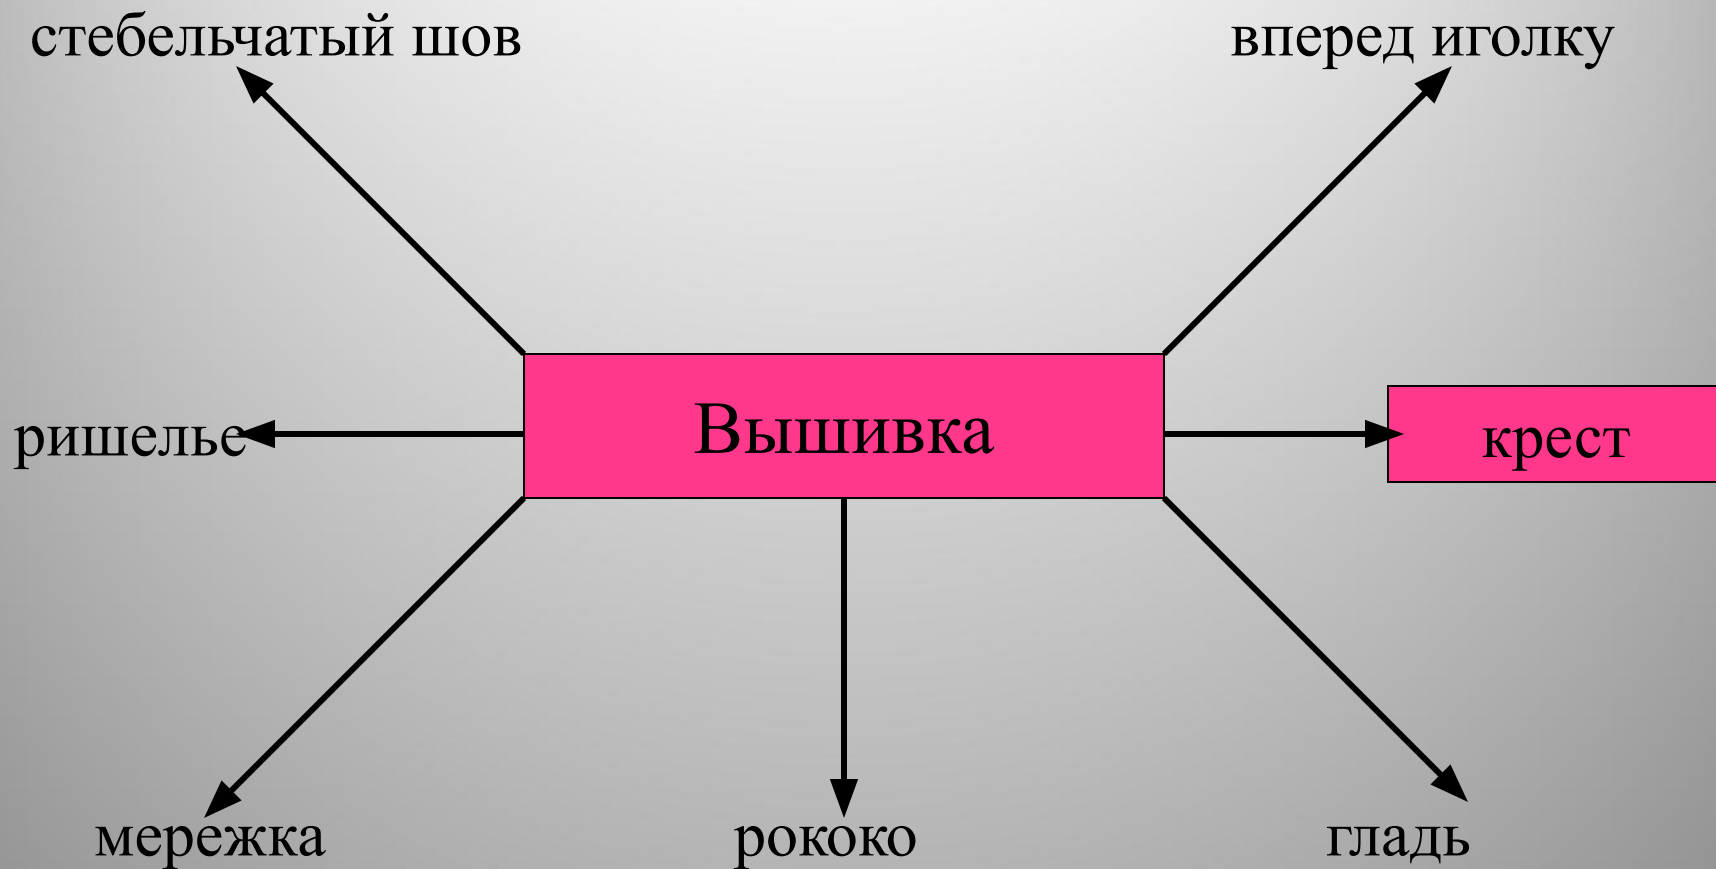 стебельчатый шов
вперед иголку
ришелье
Вышивка
крест
мережка
рококо
гладь